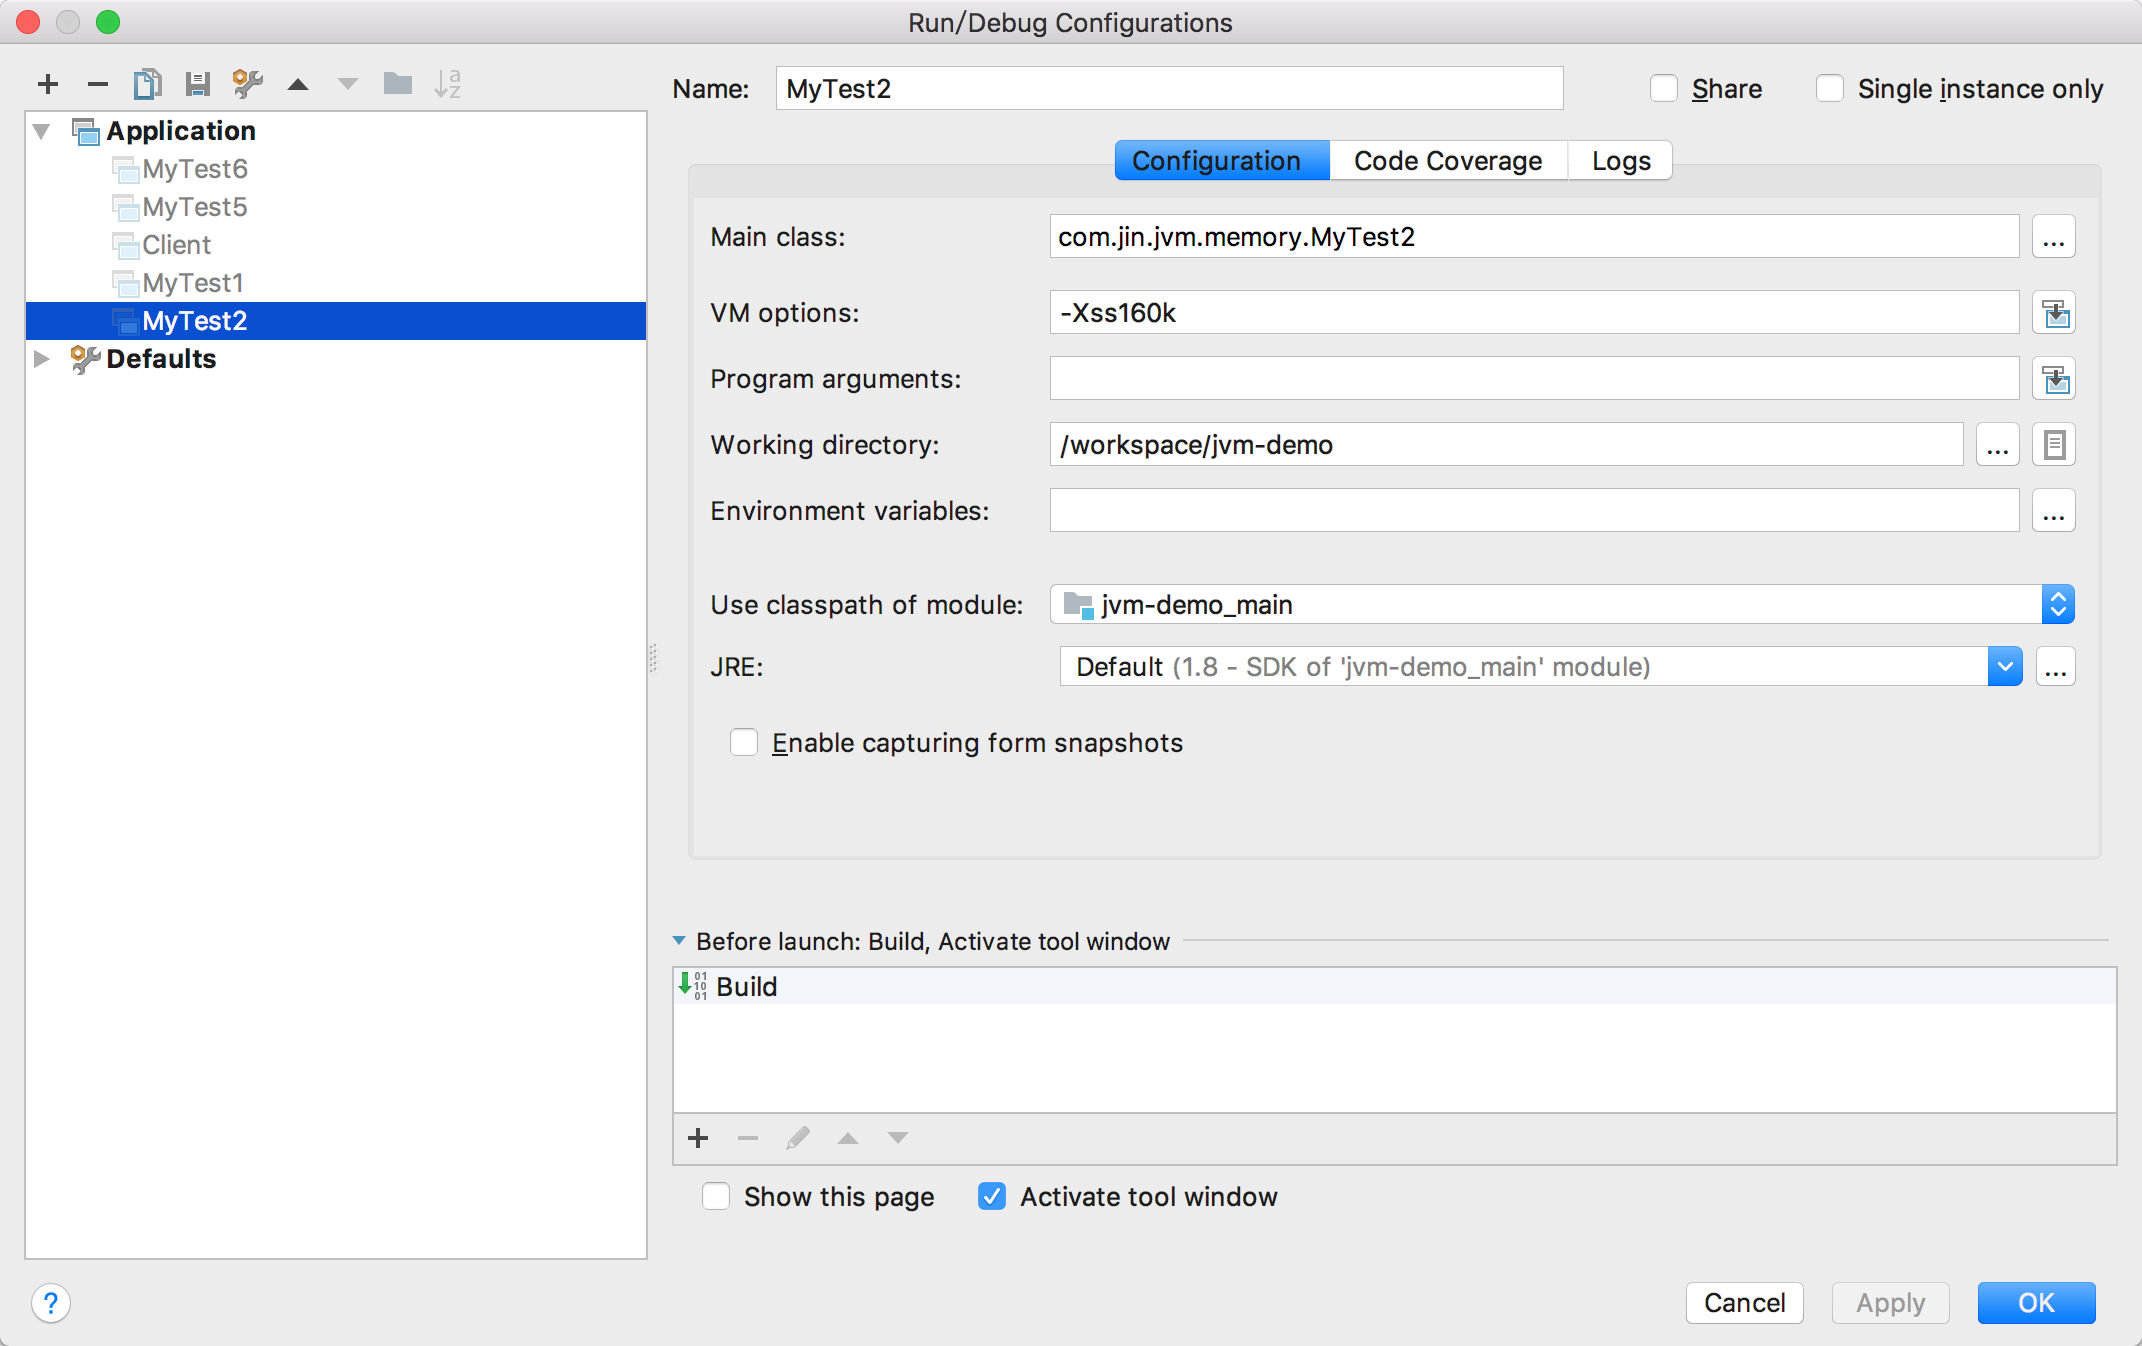 Run/Debug Configurations
Name: MyTest2 Share Single instance only
Application
MyTest6
MyTest5
Client
MyTest1
MyTest2
Defaults
Configuration Code Coverage Logs
Main class: com.jin.jvm.memory.MyTest2 ...
VM options: -Xss160k
Program arguments:
Working directory: /workspace/jvm-demo ...
Environment variables: ...
Use classpath of module: jvm-demo_main
JRE: Default (1.8 - SDK of 'jvm-demo_main' module) ...
Enable capturing form snapshots
Before launch: Build, Activate tool window
Build
Show this page Activate tool window
? Cancel Apply OK